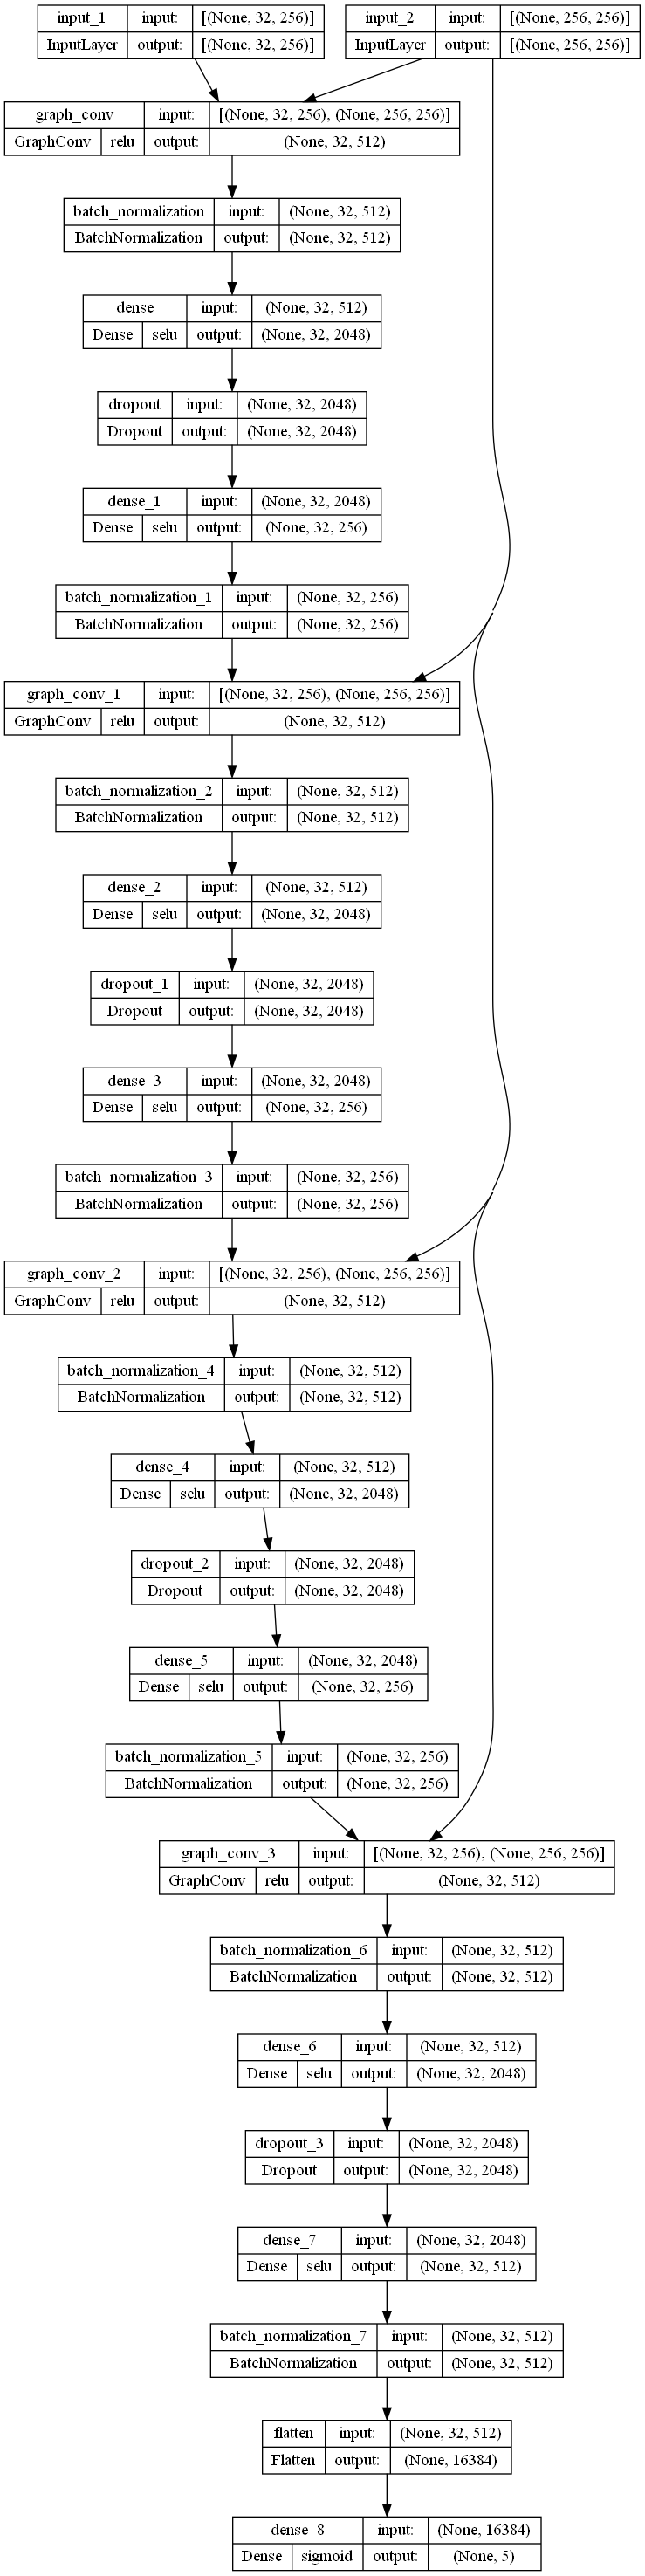 input_1 input: [(None, 32, 256)]
InputLayer output: [(None, 32, 256)]
input_2 input: [(None, 256, 256)]
InputLayer output: [(None, 256, 256)]
graph_conv input: [(None, 32, 256), (None, 256, 256)]
GraphConv relu output: (None, 32, 512)
batch_normalization input: (None, 32, 512)
BatchNormalization output: (None, 32, 512)
dense input: (None, 32, 512)
Dense selu output: (None, 32, 2048)
dropout input: (None, 32, 2048)
Dropout output: (None, 32, 2048)
dense_1 input: (None, 32, 2048)
Dense selu output: (None, 32, 256)
batch_normalization_1 input: (None, 32, 256)
BatchNormalization output: (None, 32, 256)
graph_conv_1 input: [(None, 32, 256), (None, 256, 256)]
GraphConv relu output: (None, 32, 512)
batch_normalization_2 input: (None, 32, 512)
BatchNormalization output: (None, 32, 512)
dense_2 input: (None, 32, 512)
Dense selu output: (None, 32, 2048)
dropout_1 input: (None, 32, 2048)
Dropout output: (None, 32, 2048)
dense_3 input: (None, 32, 2048)
Dense selu output: (None, 32, 256)
batch_normalization_3 input: (None, 32, 256)
BatchNormalization output: (None, 32, 256)
graph_conv_2 input: [(None, 32, 256), (None, 256, 256)]
GraphConv relu output: (None, 32, 512)
batch_normalization_4 input: (None, 32, 512)
BatchNormalization output: (None, 32, 512)
dense_4 input: (None, 32, 512)
Dense selu output: (None, 32, 2048)
dropout_2 input: (None, 32, 2048)
Dropout output: (None, 32, 2048)
dense_5 input: (None, 32, 2048)
Dense selu output: (None, 32, 256)
batch_normalization_5 input: (None, 32, 256)
BatchNormalization output: (None, 32, 256)
graph_conv_3 input: [(None, 32, 256), (None, 256, 256)]
GraphConv relu output: (None, 32, 512)
batch_normalization_6 input: (None, 32, 512)
BatchNormalization output: (None, 32, 512)
dense_6 input: (None, 32, 512)
Dense selu output: (None, 32, 2048)
dropout_3 input: (None, 32, 2048)
Dropout output: (None, 32, 2048)
dense_7 input: (None, 32, 2048)
Dense selu output: (None, 32, 512)
batch_normalization_7 input: (None, 32, 512)
BatchNormalization output: (None, 32, 512)
flatten input: (None, 32, 512)
Flatten output: (None, 16384)
dense_8 input: (None, 16384)
Dense sigmoid output: (None, 5)